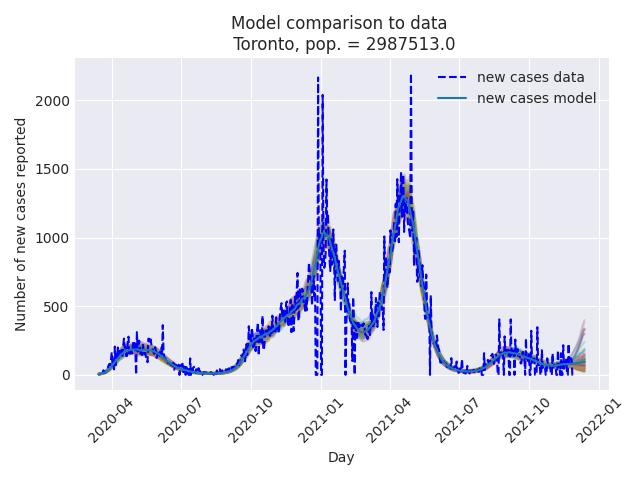 Model comparison to data
Toronto, pop. = 2987513.0
new cases data
new cases model
Number of new cases reported
2000
1500
1000
500
0
2020-04
2020-07
2020-10
2021-01
2021-04
2021-07
2021-10
2022-01
Day